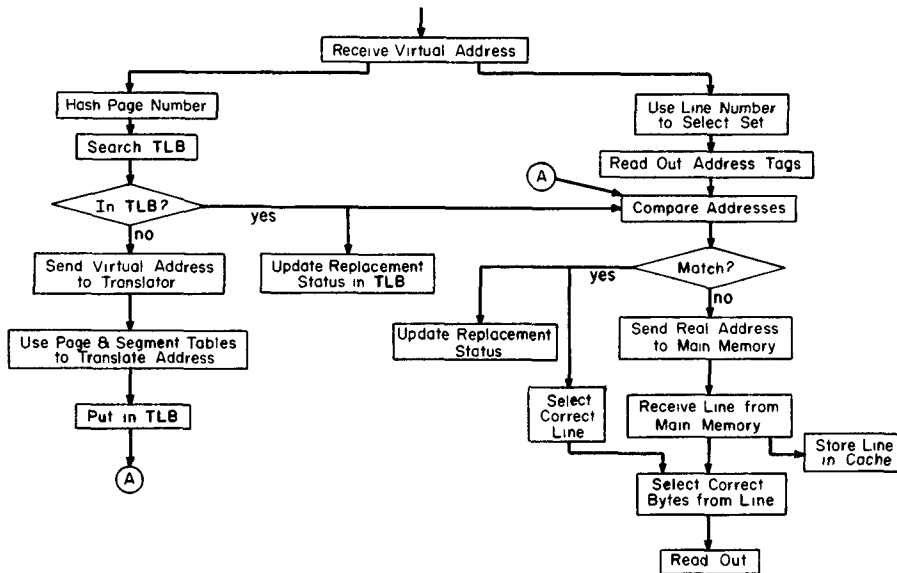 Receive Virtual Address
Hash Page Number
Search TLB
In TLB?
yes
no
Send Virtual Address
to Translator
Update Replacement
Status in TLB
Use Page & Segment Tables
to Translate Address
Put in TLB
A
Use Line Number
to Select Set
Read Out Address Tags
A
Compare Addresses
Match?
yes
no
Update Replacement
Status
Select
Correct
Line
Send Real Address
to Main Memory
Receive Line from
Main Memory
Store Line
in Cache
Select Correct
Bytes from Line
Read Out